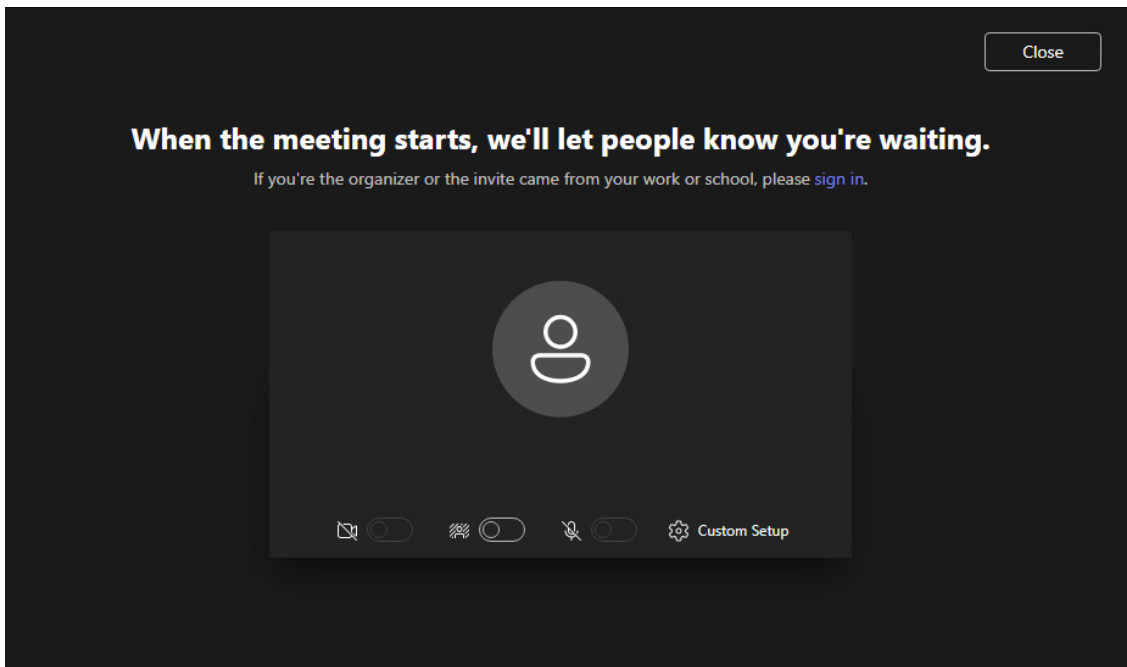 Close
When the meeting starts, we'll let people know you're waiting.
If you're the organizer or the invite came from your work or school, please sign in.
Custom Setup